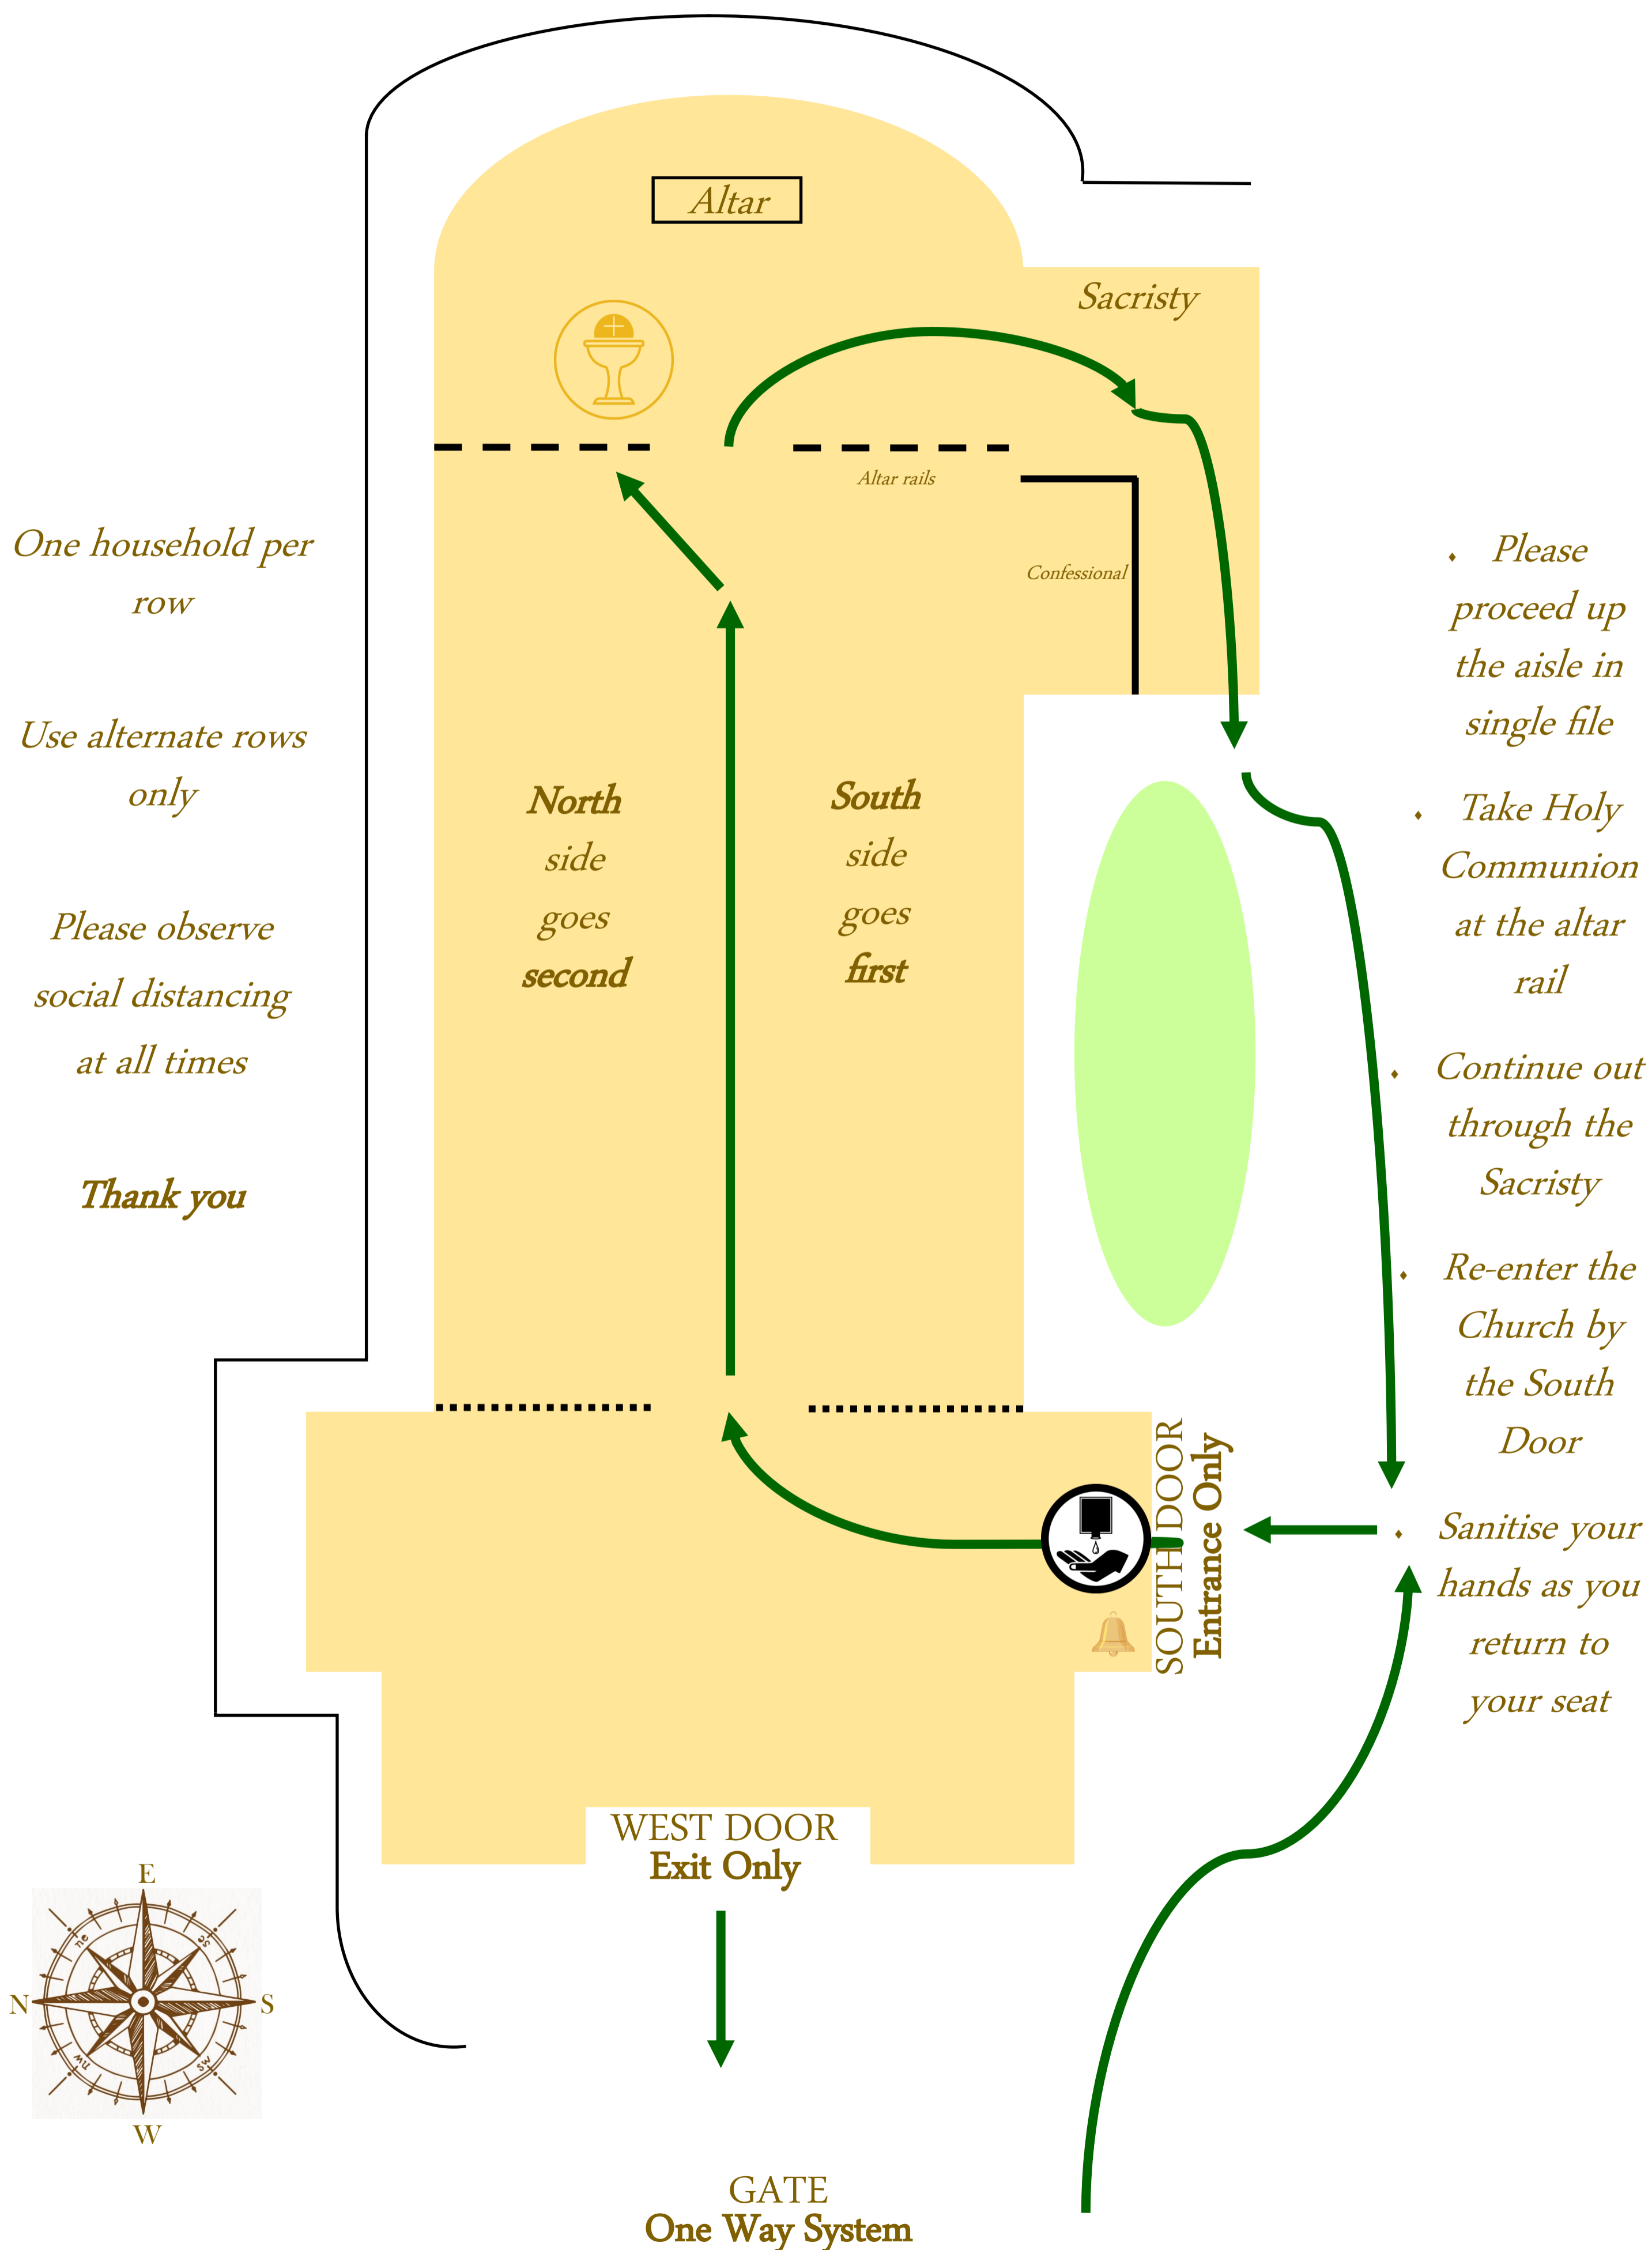 Altar
Sacristy
Altar rails
Confessional
One household per
row
Use alternate rows
only
Please observe
social distancing
at all times
Thank you
North
side
goes
second
South
side
goes
first
⬧ Please
proceed up
the aisle in
single file
⬧ Take Holy
Communion
at the altar
rail
⬧ Continue out
through the
Sacristy
⬧ Re-enter the
Church by
the South
Door
⬧ Sanitise your
hands as you
return to
your seat
SOUTH DOOR
Entrance Only
WEST DOOR
Exit Only
E
ne
se
N
S
nw
sw
W
GATE
One Way System